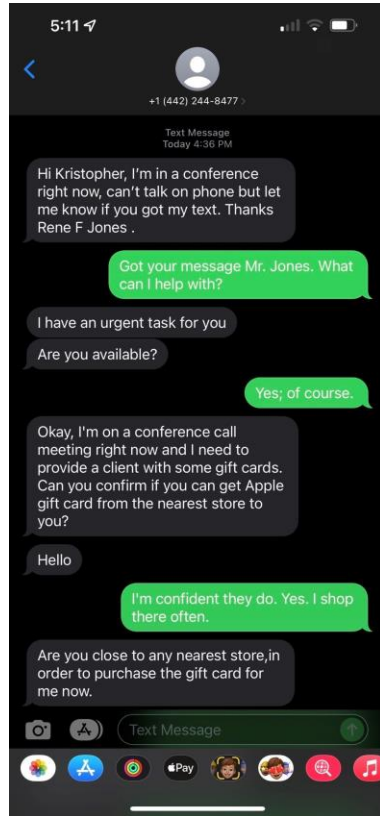 5:11
+1 (442) 244-8477 >
Text Message
Today 4:36 PM
Hi Kristopher, I'm in a conference
right now, can't talk on phone but let
me know if you got my text. Thanks
Rene F Jones .
Got your message Mr. Jones. What
can I help with?
I have an urgent task for you
Are you available?
Yes; of course.
Okay, I'm on a conference call
meeting right now and I need to
provide a client with some gift cards.
Can you confirm if you can get Apple
gift card from the nearest store to
you?
Hello
I'm confident they do. Yes. I shop
there often.
Are you close to any nearest store,in
order to purchase the gift card for
me now.
Text Message
Pay